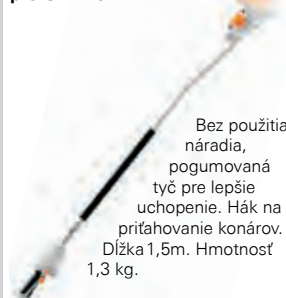 Bez použitia
náradia,
pogumovaná
tyč pre lepšie
uchopenie. Hák na
priťahovanie konárov.
Dĺžka 1,5m. Hmotnosť
1,3 kg.